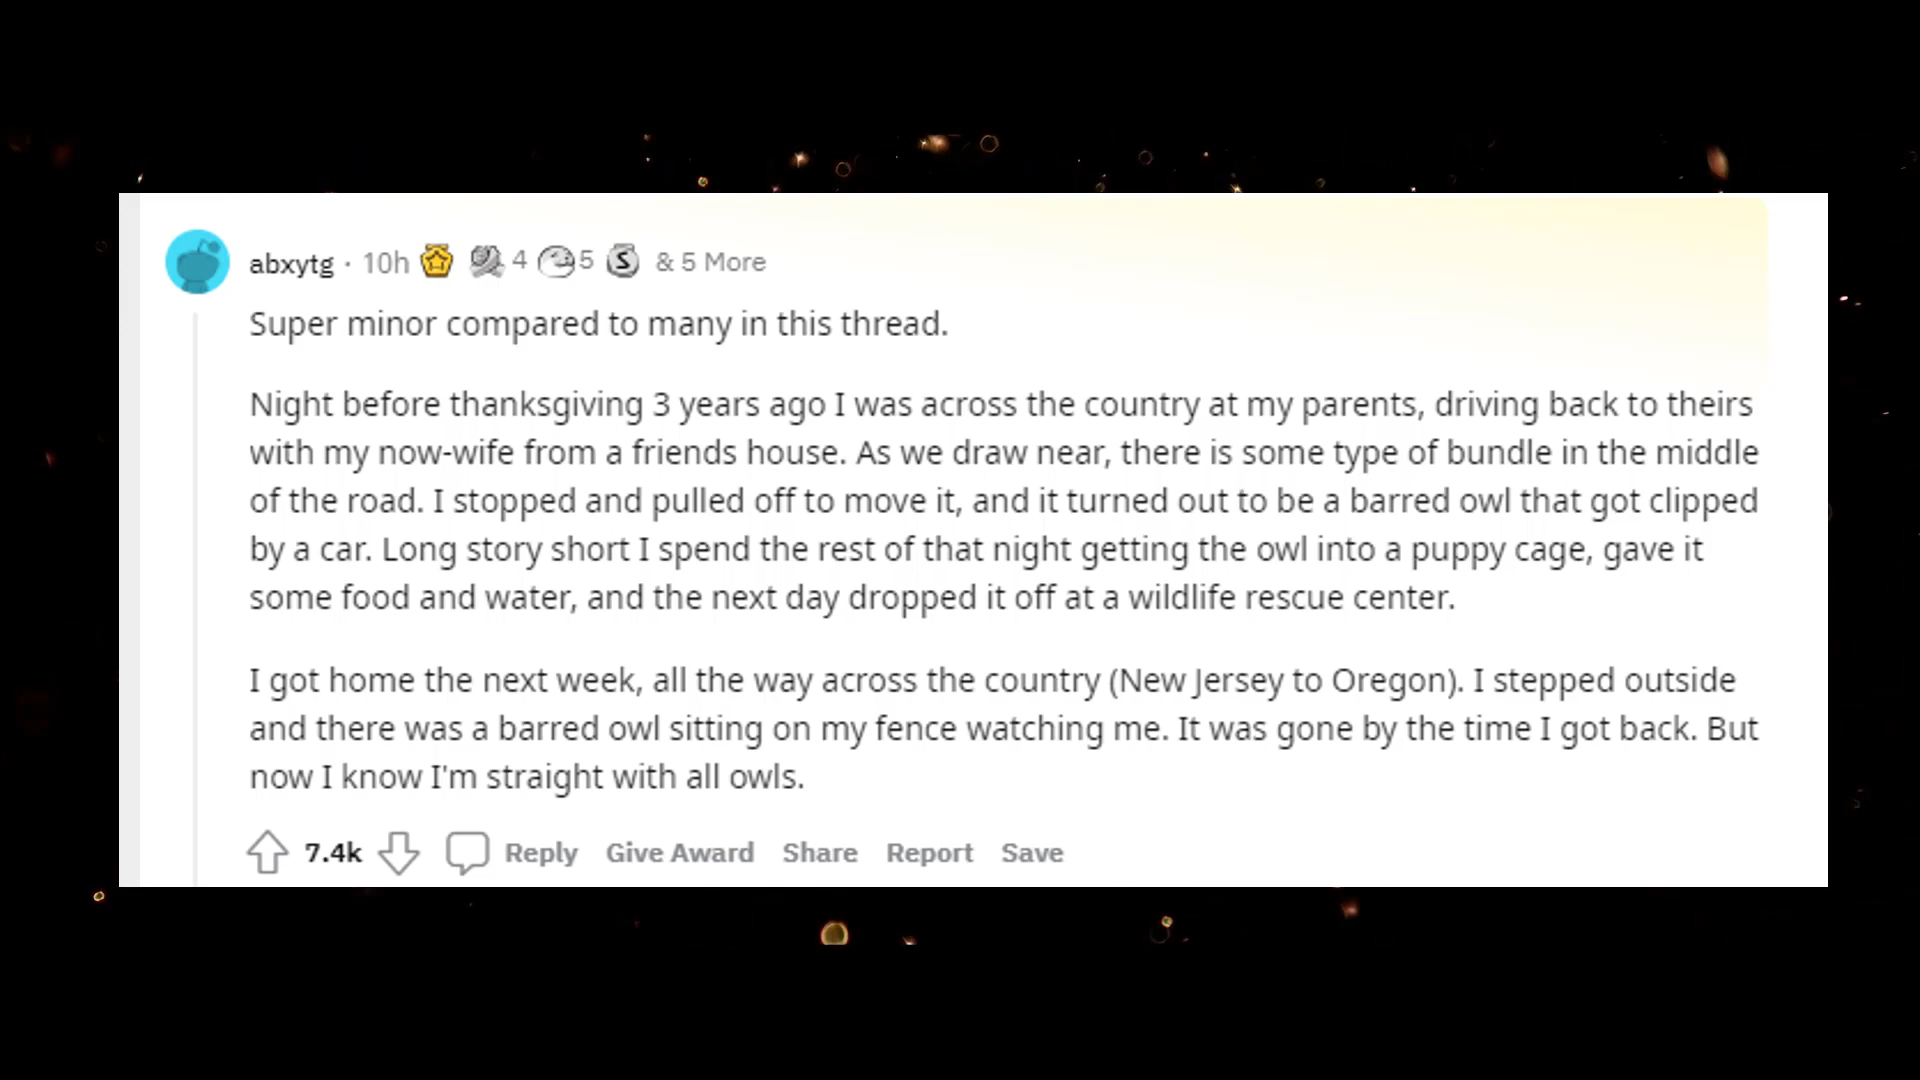 abxytg · 10h 4 5 S & 5 More
Super minor compared to many in this thread.
Night before thanksgiving 3 years ago I was across the country at my parents, driving back to theirs
with my now-wife from a friends house. As we draw near, there is some type of bundle in the middle
of the road. I stopped and pulled off to move it, and it turned out to be a barred owl that got clipped
by a car. Long story short I spend the rest of that night getting the owl into a puppy cage, gave it
some food and water, and the next day dropped it off at a wildlife rescue center.
I got home the next week, all the way across the country (New Jersey to Oregon). I stepped outside
and there was a barred owl sitting on my fence watching me. It was gone by the time I got back. But
now I know I'm straight with all owls.
7.4k Reply Give Award Share Report Save